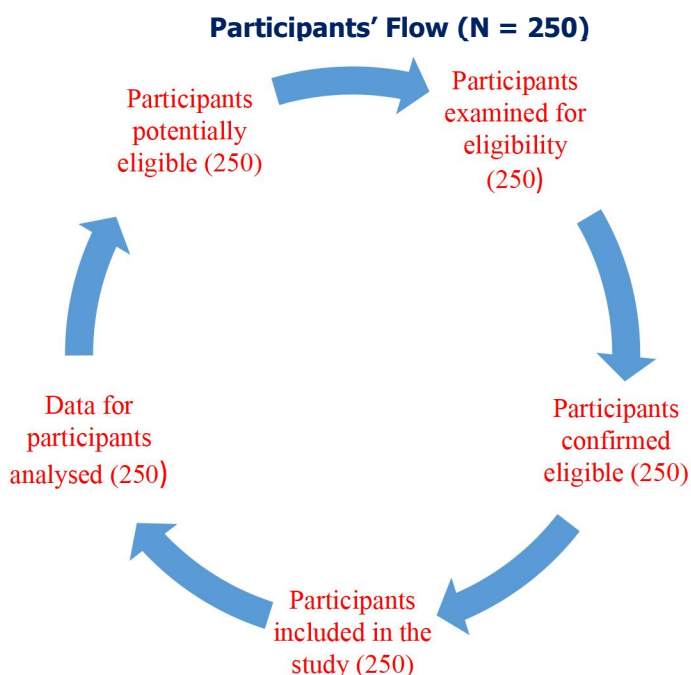 Participants’ Flow (N = 250)
Participants
potentially
eligible (250)
Participants
examined for
eligibility
(250)
Participants
confirmed
eligible (250)
Participants
included in the
study (250)
Data for
participants
analysed (250)